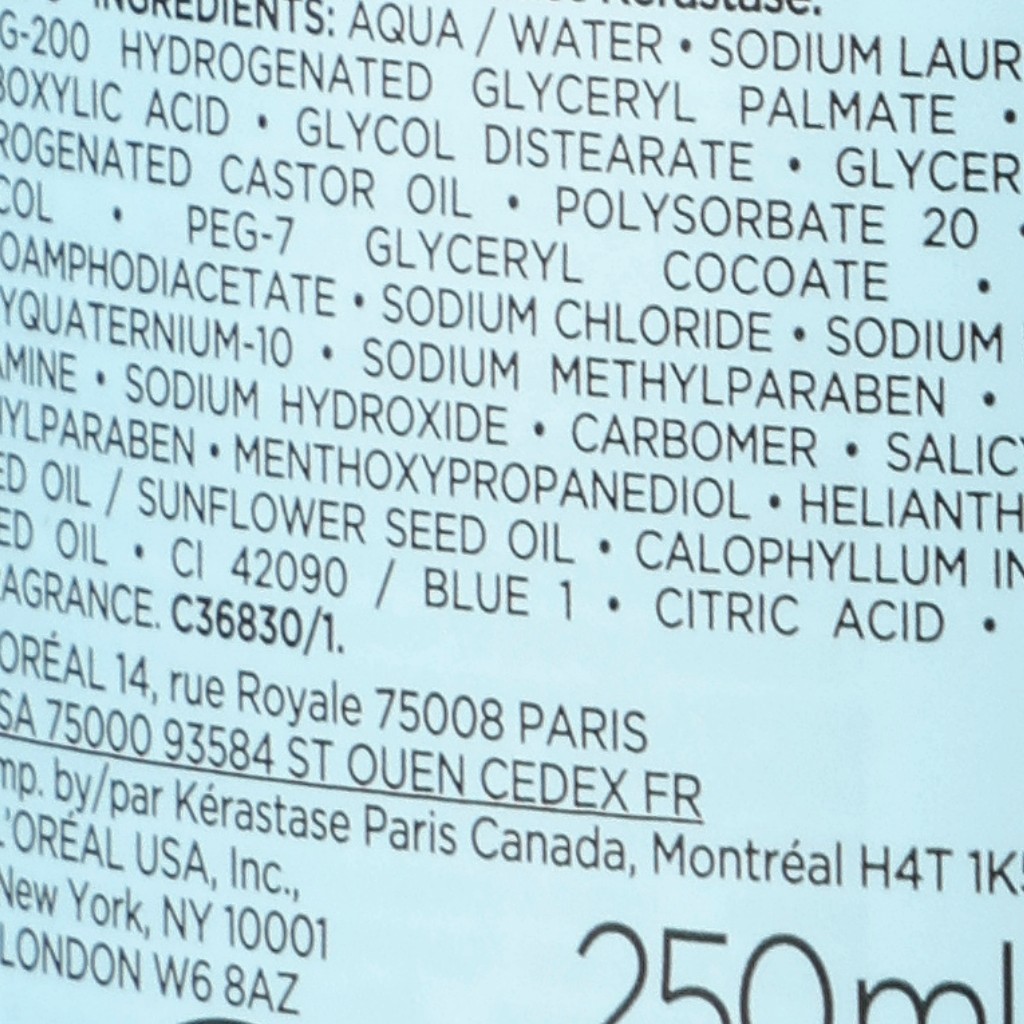 INGREDIENTS: AQUA / WATER • SODIUM LAUR
G-200 HYDROGENATED GLYCERYL PALMATE •
BOXYLIC ACID • GLYCOL DISTEARATE • GLYCER
ROGENATED CASTOR OIL • POLYSORBATE 20 •
COL • PEG-7 GLYCERYL COCOATE •
OAMPHODIACETATE • SODIUM CHLORIDE • SODIUM
YQUATERNIUM-10 • SODIUM METHYLPARABEN •
AMINE • SODIUM HYDROXIDE • CARBOMER • SALICY
HYLPARABEN • MENTHOXYPROPANEDIOL • HELIANTH
ED OIL / SUNFLOWER SEED OIL • CALOPHYLLUM IN
ED OIL • CI 42090 / BLUE 1 • CITRIC ACID •
RAGRANCE. C36830/1.
ORÉAL 14, rue Royale 75008 PARIS
SA 75000 93584 ST OUEN CEDEX FR
mp. by/par Kérastase Paris Canada, Montréal H4T 1K5
L'ORÉAL USA, Inc.,
New York, NY 10001
LONDON W6 8AZ
250ml